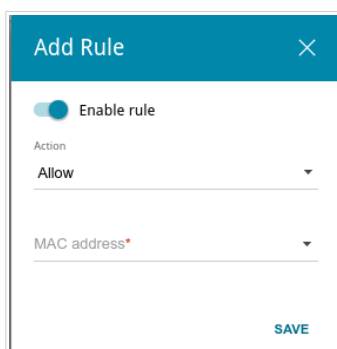 Add Rule
Enable rule
Action
Allow
MAC address*
SAVE